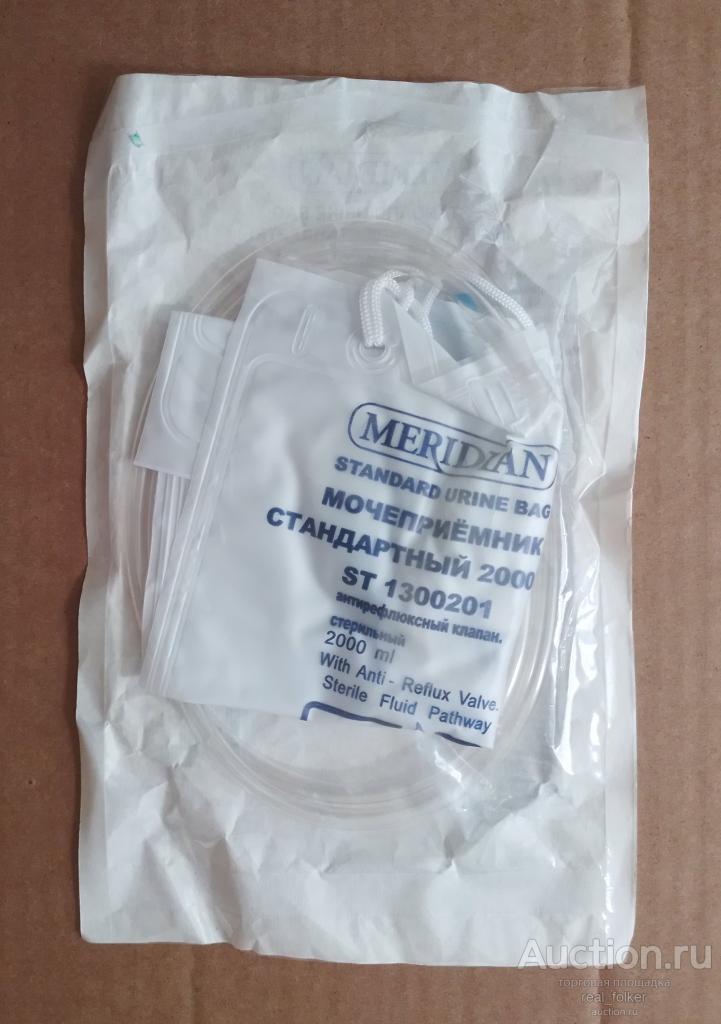 MERIDIAN
STANDARD URINE BAG
МОЧЕПРИЁМНИК
СТАНДАРТНЫЙ 2000
ST 1300201
антирефлюксный клапан.
стерильный
2000 ml
With Anti - Reflux Valve.
Sterile Fluid Pathway
Auction.ru
торговая площадка
real_folker
auction.ru